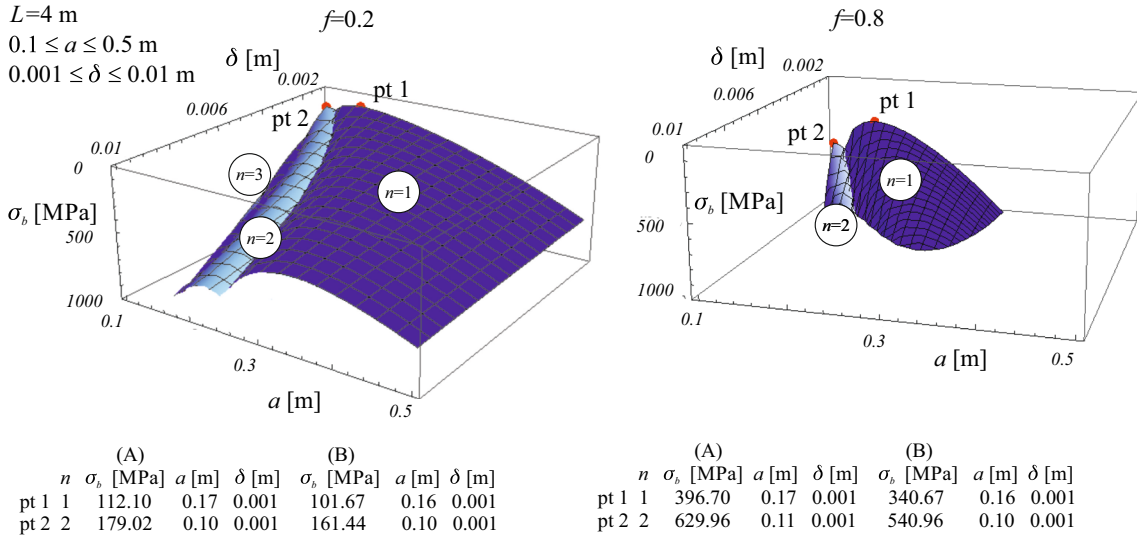 L=4 m
0.1 ≤ a ≤ 0.5 m
0.001 ≤ δ ≤ 0.01 m
f=0.2
δ [m]
0.002
0.006
0.01
pt 1
pt 2
n=3
n=1
n=2
0
σb [MPa]
500
1000
0.1
0.3
0.5
a [m]
(A) (B)
n σb [MPa] a [m] δ [m] σb [MPa] a [m] δ [m]
pt 1 1 112.10 0.17 0.001 101.67 0.16 0.001
pt 2 2 179.02 0.10 0.001 161.44 0.10 0.001
f=0.8
δ [m]
0.002
0.006
0.01
pt 1
pt 2
n=1
n=2
0
σb [MPa]
500
1000
0.1
0.3
0.5
a [m]
(A) (B)
n σb [MPa] a [m] δ [m] σb [MPa] a [m] δ [m]
pt 1 1 396.70 0.17 0.001 340.67 0.16 0.001
pt 2 2 629.96 0.11 0.001 540.96 0.10 0.001